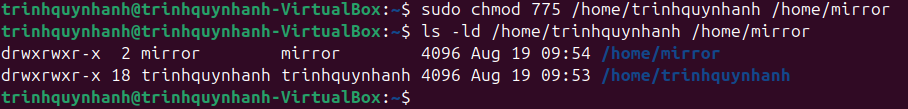 trinhquynhanh@trinhquynhanh-VirtualBox:~$ sudo chmod 775 /home/trinhquynhanh /home/mirror
trinhquynhanh@trinhquynhanh-VirtualBox:~$ ls -ld /home/trinhquynhanh /home/mirror
drwxrwxr-x  2 mirror        mirror        4096 Aug 19 09:54 /home/mirror
drwxrwxr-x 18 trinhquynhanh trinhquynhanh 4096 Aug 19 09:53 /home/trinhquynhanh
trinhquynhanh@trinhquynhanh-VirtualBox:~$